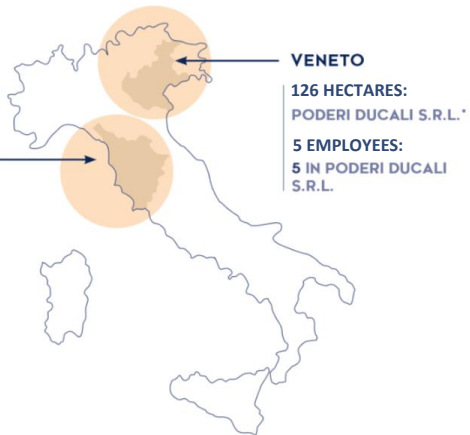 VENETO
126 HECTARES:
PODERI DUCALI S.R.L.*
5 EMPLOYEES:
5 IN PODERI DUCALI
S.R.L.